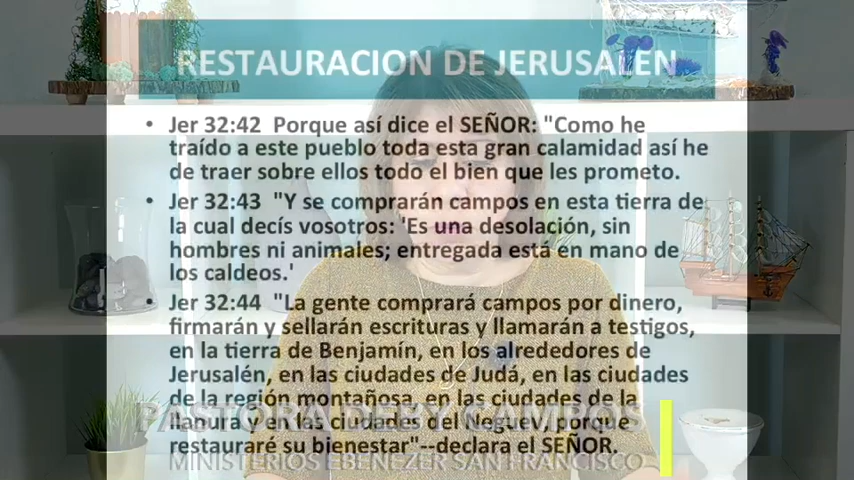 RESTAURACION DE JERUSALEN
• Jer 32:42 Porque así dice el SEÑOR: "Como he
traído a este pueblo toda esta gran calamidad así he
de traer sobre ellos todo el bien que les prometo.
• Jer 32:43 "Y se comprarán campos en esta tierra de
la cual decís vosotros: 'Es una desolación, sin
hombres ni animales; entregada está en mano de
los caldeos.'
• Jer 32:44 "La gente comprará campos por dinero,
firmarán y sellarán escrituras y llamarán a testigos,
en la tierra de Benjamín, en los alrededores de
Jerusalén, en las ciudades de Judá, en las ciudades
de la región montañosa, en las ciudades de la
llanura y en las ciudades del Neguev, porque
restauraré su bienestar"--declara el SEÑOR.
PASTORA DEBY CAMPOS
MINISTERIOS EBENEZER SAN FRANCISCO